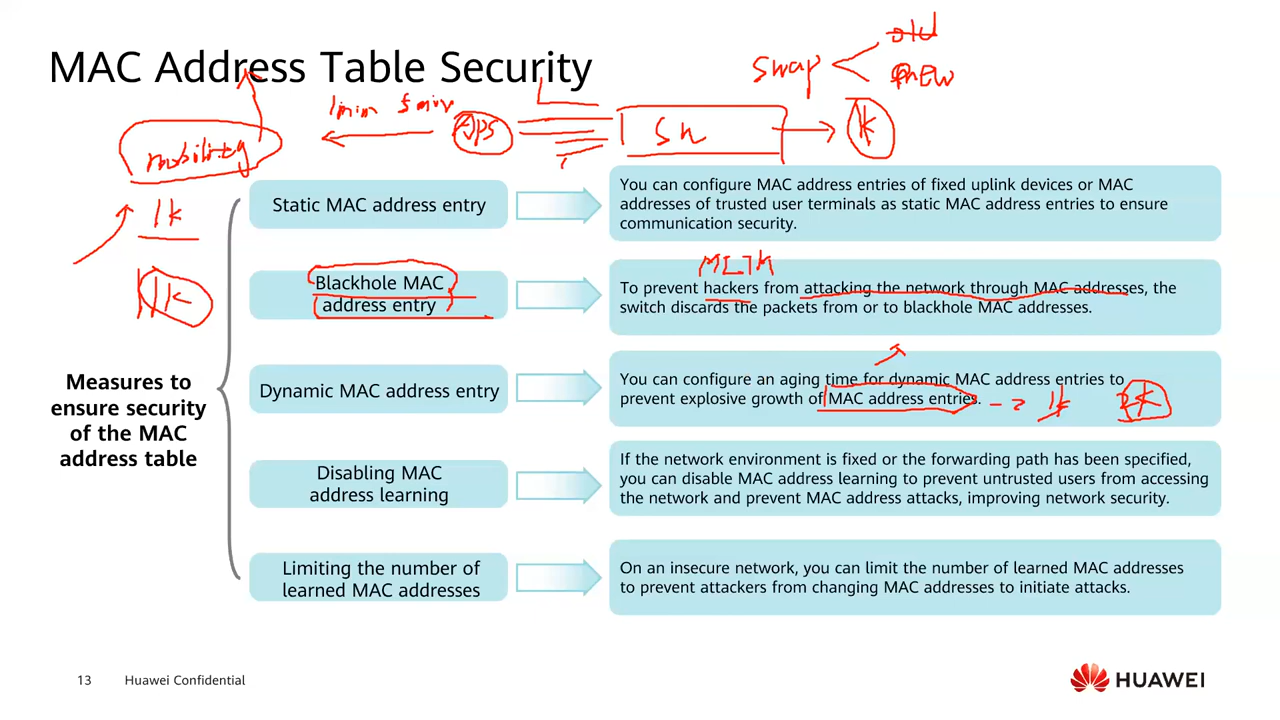 MAC Address Table Security
swap
old
new
1min 5min
SW
k
mobility
1k
1k
Static MAC address entry
You can configure MAC address entries of fixed uplink devices or MAC
addresses of trusted user terminals as static MAC address entries to ensure
communication security.
Blackhole MAC
address entry
To prevent hackers from attacking the network through MAC addresses, the
switch discards the packets from or to blackhole MAC addresses.
Dynamic MAC address entry
You can configure an aging time for dynamic MAC address entries to
prevent explosive growth of MAC address entries.
1k
Measures to
ensure security
of the MAC
address table
Disabling MAC
address learning
If the network environment is fixed or the forwarding path has been specified,
you can disable MAC address learning to prevent untrusted users from accessing
the network and prevent MAC address attacks, improving network security.
Limiting the number of
learned MAC addresses
On an insecure network, you can limit the number of learned MAC addresses
to prevent attackers from changing MAC addresses to initiate attacks.
13 Huawei Confidential
HUAWEI